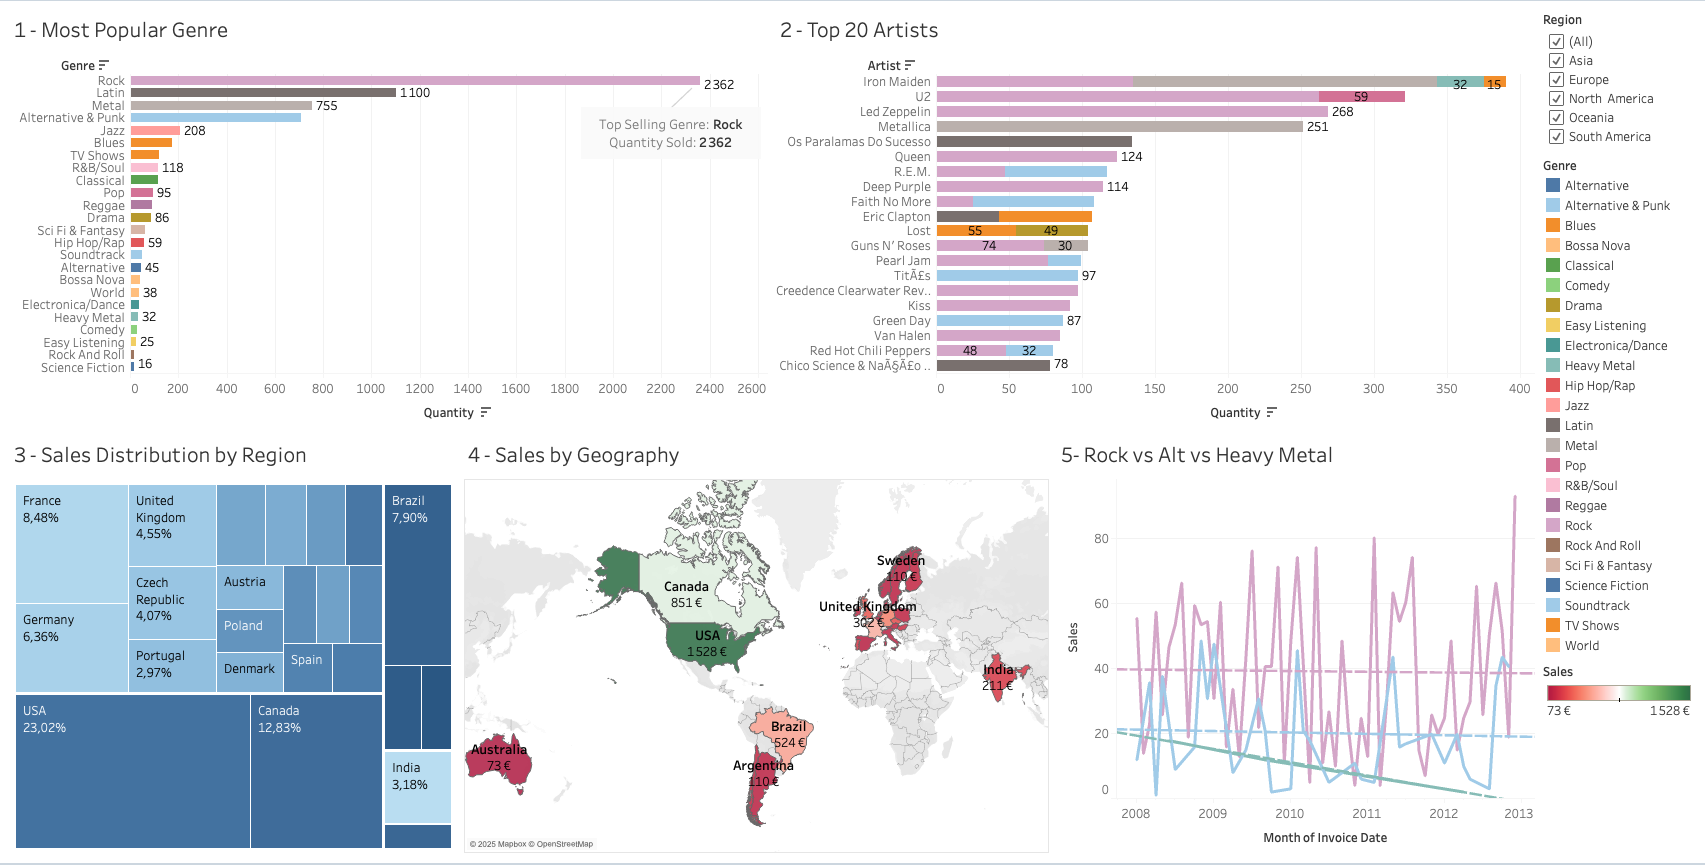 1 - Most Popular Genre
Genre
Rock
2 362
Latin
1 100
Metal
755
Alternative & Punk
Jazz
208
Blues
TV Shows
R&B/Soul
118
Classical
Pop
95
Reggae
Drama
86
Sci Fi & Fantasy
Hip Hop/Rap
59
Soundtrack
Alternative
45
Bossa Nova
World
38
Electronica/Dance
Heavy Metal
32
Comedy
Easy Listening
25
Rock And Roll
Science Fiction
16
Top Selling Genre: Rock
Quantity Sold: 2 362
0 200 400 600 800 1000 1200 1400 1600 1800 2000 2200 2400 2600
Quantity
2 - Top 20 Artists
Artist
Iron Maiden
32 15
U2
59
Led Zeppelin
268
Metallica
251
Os Paralamas Do Sucesso
Queen
124
R.E.M.
Deep Purple
114
Faith No More
Eric Clapton
Lost
55 49
Guns N' Roses
74 30
Pearl Jam
TitÃ£s
97
Creedence Clearwater Rev..
Kiss
Green Day
87
Van Halen
Red Hot Chili Peppers
48 32
Chico Science & NaÃ§Ã£o ..
78
0 50 100 150 200 250 300 350 400
Quantity
Region
(All)
Asia
Europe
North America
Oceania
South America
Genre
Alternative
Alternative & Punk
Blues
Bossa Nova
Classical
Comedy
Drama
Easy Listening
Electronica/Dance
Heavy Metal
Hip Hop/Rap
Jazz
Latin
Metal
Pop
R&B/Soul
Reggae
Rock
Rock And Roll
Sci Fi & Fantasy
Science Fiction
Soundtrack
TV Shows
World
Sales
73 € 1 528 €
3 - Sales Distribution by Region
France
8,48%
United
Kingdom
4,55%
Brazil
7,90%
Germany
6,36%
Czech
Republic
4,07%
Austria
Poland
Portugal
2,97%
Denmark
Spain
USA
23,02%
Canada
12,83%
India
3,18%
4 - Sales by Geography
Sweden
110 €
Canada
851 €
United Kingdom
302 €
USA
1 528 €
India
211 €
Brazil
524 €
Australia
73 €
Argentina
110 €
© 2025 Mapbox © OpenStreetMap
5- Rock vs Alt vs Heavy Metal
Sales
80
60
40
20
0
2008 2009 2010 2011 2012 2013
Month of Invoice Date